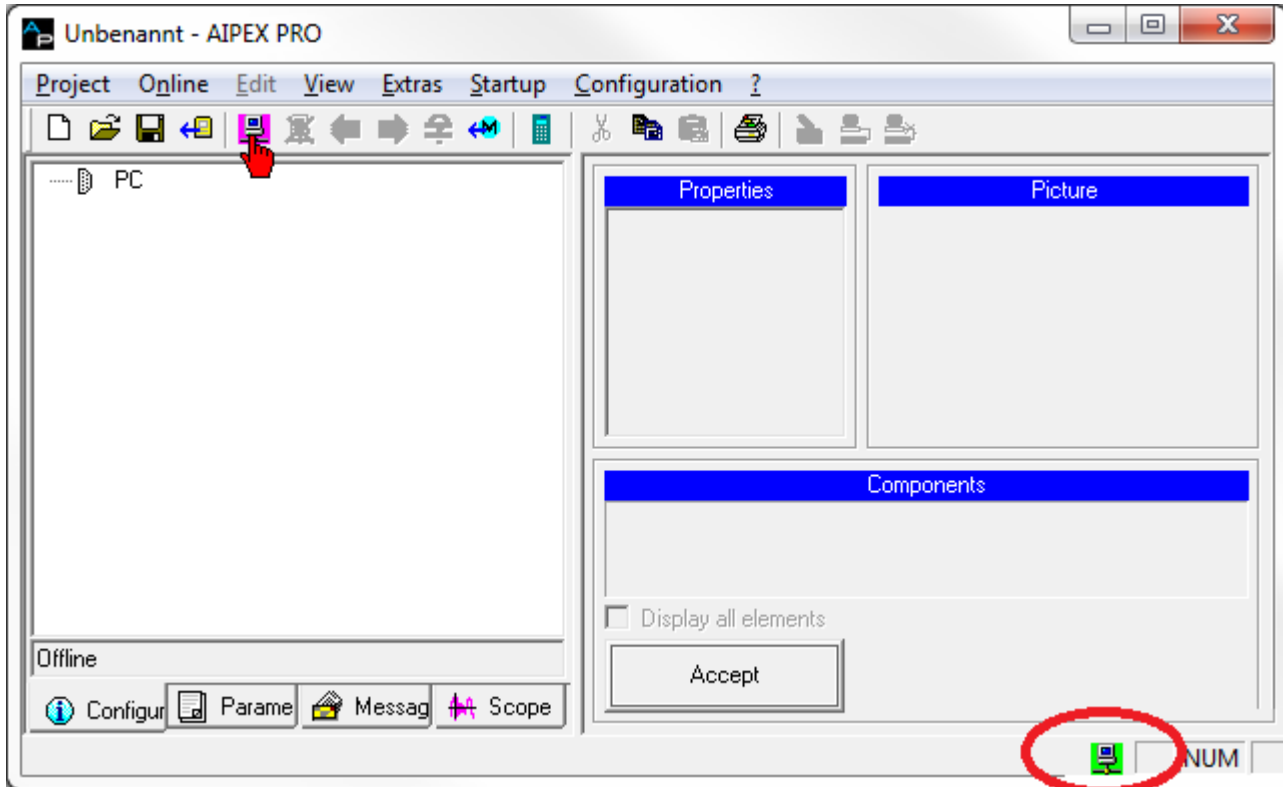 Unbenannt - AIPEX PRO
Project Online Edit View Extras Startup Configuration ?
PC
Properties
Picture
Components
Display all elements
Accept
Offline
Configur Parame Messag Scope
NUM